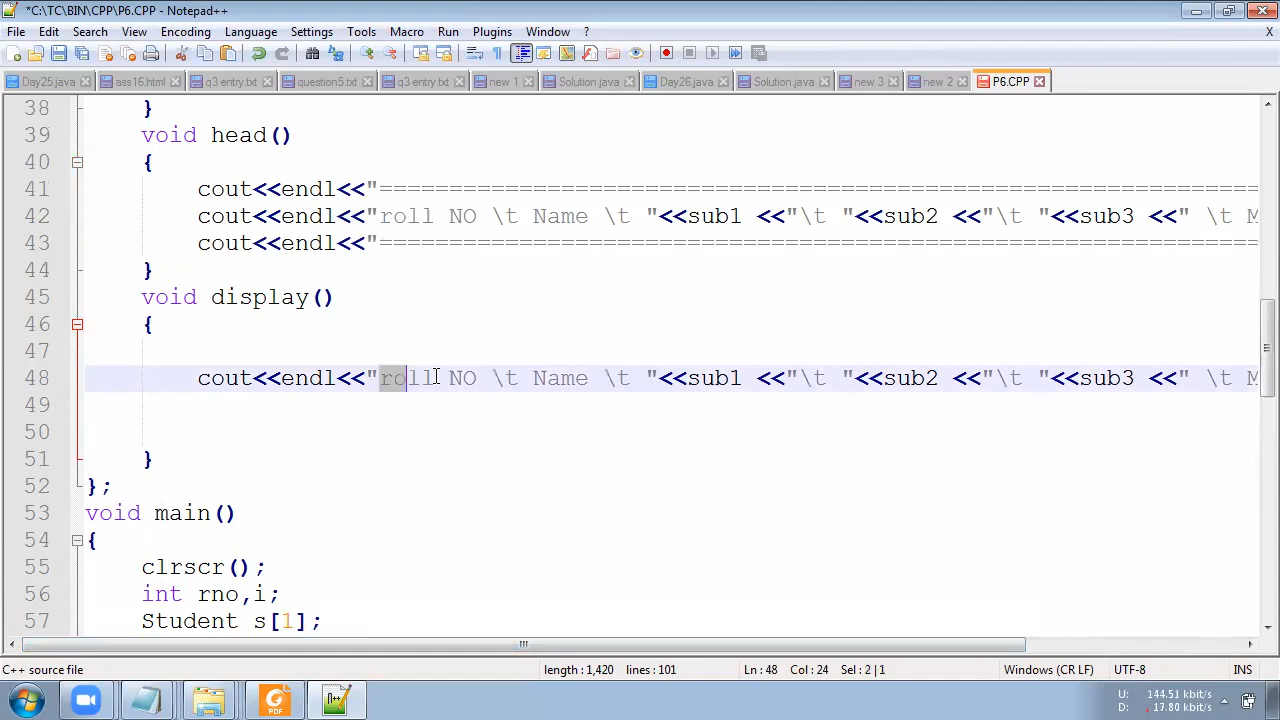 *C:\TC\BIN\CPP\P6.CPP - Notepad++
File Edit Search View Encoding Language Settings Tools Macro Run Plugins Window ? X
Day25.java ass16.html q3 entry.txt question5.txt q3 entry.txt new 1 Solution.java Day26.java Solution.java new 3 new 2 P6.CPP
38 }
39 void head()
40 {
41 cout<<endl<<"===============================================================
42 cout<<endl<<"roll NO \t Name \t "<<sub1 <<"\t "<<sub2 <<"\t "<<sub3 <<" \t M
43 cout<<endl<<"===============================================================
44 }
45 void display()
46 {
47
48 cout<<endl<<"roll NO \t Name \t "<<sub1 <<"\t "<<sub2 <<"\t "<<sub3 <<" \t M
49
50
51 }
52 };
53 void main()
54 {
55 clrscr();
56 int rno,i;
57 Student s[1];
C++ source file length : 1,420 lines : 101 Ln : 48 Col : 24 Sel : 2 | 1 Windows (CR LF) UTF-8 INS
U: 144.51 kbit/s
D: 17.80 kbit/s